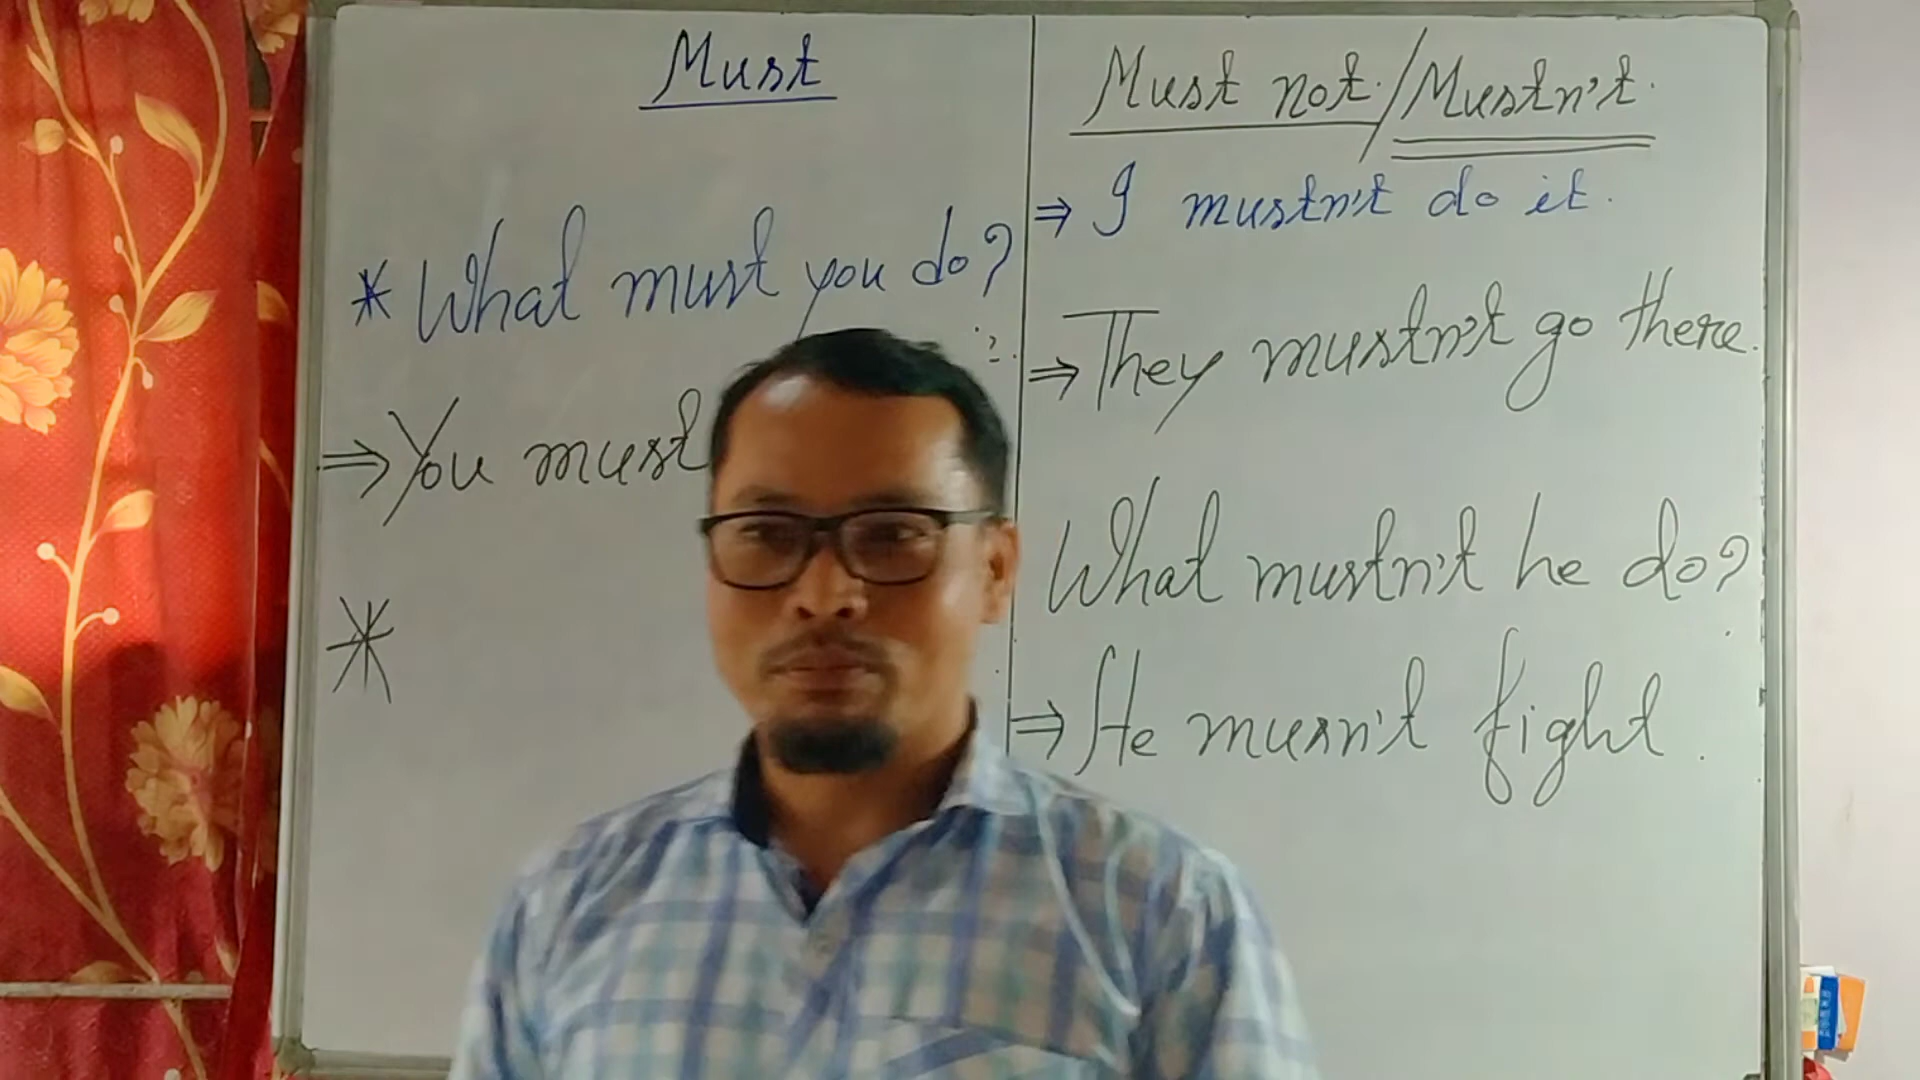 Must
* What must you do?
⇒ You must
*
Must not / Mustn't.
⇒ I mustn't do it.
⇒ They mustn't go there.
What mustn't he do?
⇒ He musn't fight.